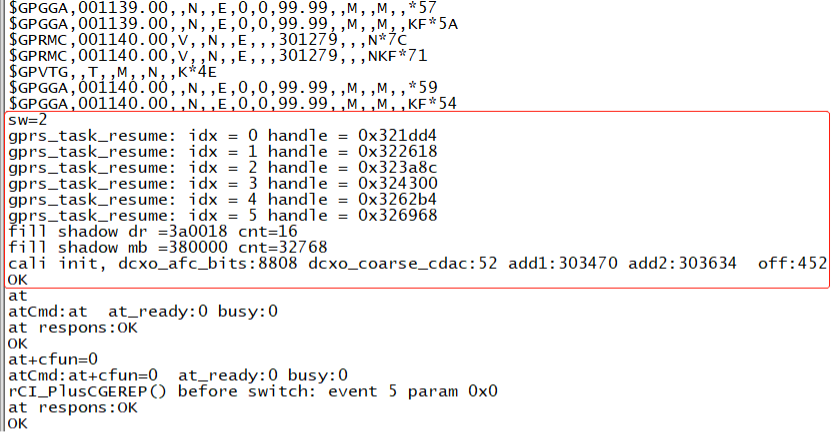 $GPGGA,001139.00,,N,,E,0,0,99.99,,M,,M,,*57
$GPGGA,001139.00,,N,,E,0,0,99.99,,M,,M,,KF*5A
$GPRMC,001140.00,V,,N,,E,,,301279,,,N*7C
$GPRMC,001140.00,V,,N,,E,,,301279,,,NKF*71
$GPVTG,,T,,M,,N,,K*4E
$GPGGA,001140.00,,N,,E,0,0,99.99,,M,,M,,*59
$GPGGA,001140.00,,N,,E,0,0,99.99,,M,,M,,KF*54
sw=2
gprs_task_resume: idx = 0 handle = 0x321dd4
gprs_task_resume: idx = 1 handle = 0x322618
gprs_task_resume: idx = 2 handle = 0x323a8c
gprs_task_resume: idx = 3 handle = 0x324300
gprs_task_resume: idx = 4 handle = 0x3262b4
gprs_task_resume: idx = 5 handle = 0x326968
fill shadow dr =3a0018 cnt=16
fill shadow mb =380000 cnt=32768
cali init, dcxo_afc_bits:8808 dcxo_coarse_cdac:52 add1:303470 add2:303634  off:452
OK
at
atCmd:at  at_ready:0 busy:0
at respons:OK
OK
at+cfun=0
atCmd:at+cfun=0  at_ready:0 busy:0
rCI_PlusCGEREP() before switch: event 5 param 0x0
at respons:OK
OK